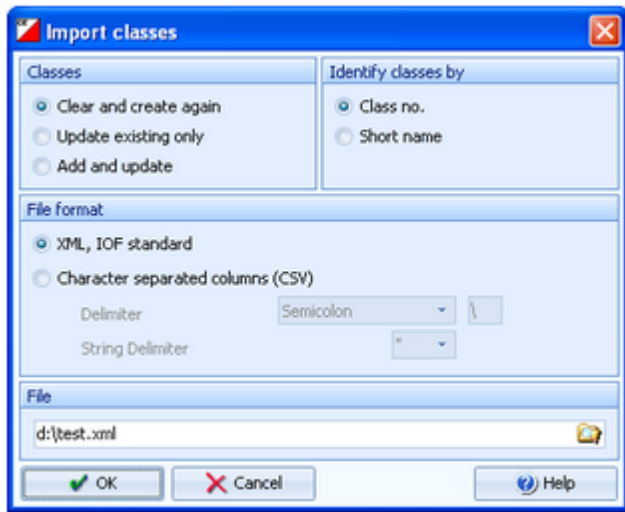 Import classes
Classes
Clear and create again
Update existing only
Add and update
Identify classes by
Class no.
Short name
File format
XML, IOF standard
Character separated columns (CSV)
Delimiter Semicolon \
String Delimiter "
File
d:\test.xml
OK Cancel Help